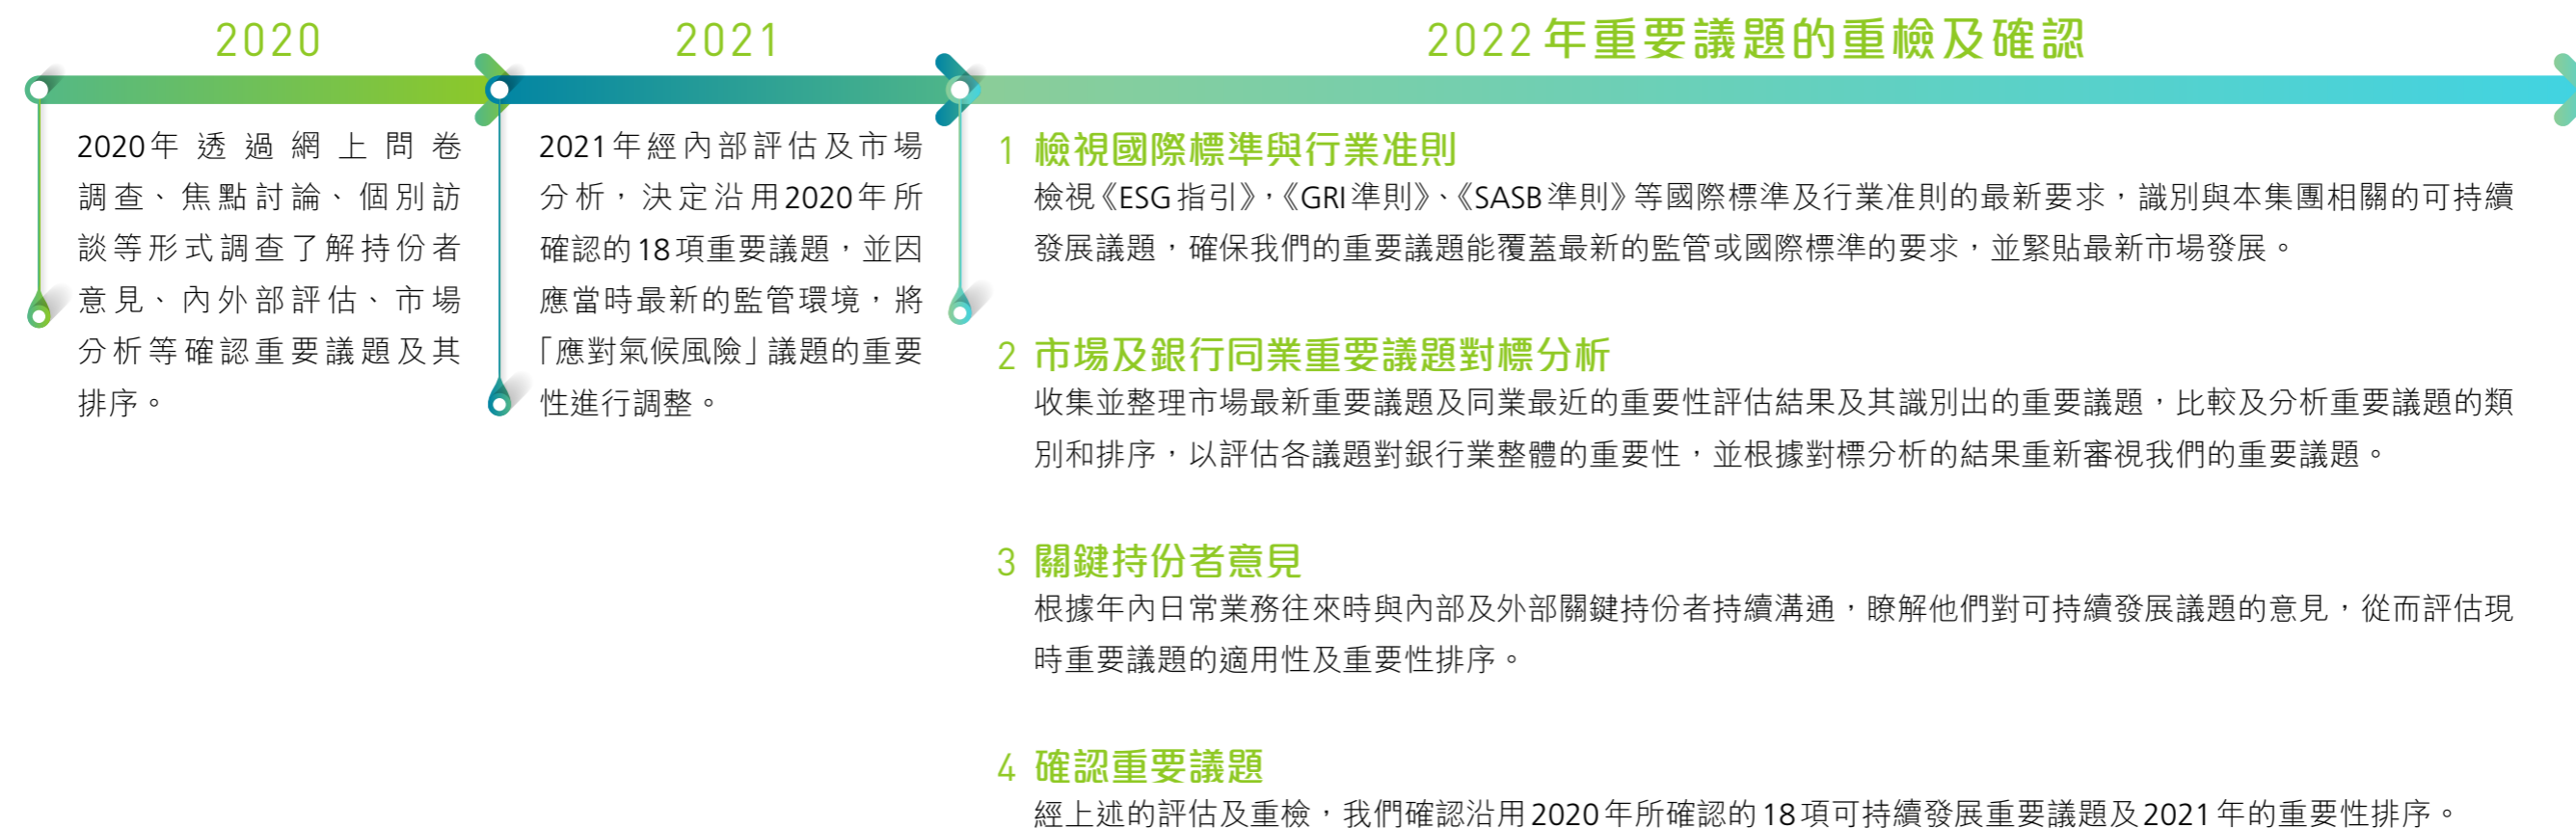 2020
2020年透過網上問卷
調查、焦點討論、個別訪
談等形式調查了解持份者
意見、內外部評估、市場
分析等確認重要議題及其
排序。
2021
2021年經內部評估及市場
分析，決定沿用2020年所
確認的18項重要議題，並因
應當時最新的監管環境，將
「應對氣候風險」議題的重要
性進行調整。
2022年重要議題的重檢及確認
1 檢視國際標準與行業准則
檢視《ESG指引》，《GRI準則》、《SASB準則》等國際標準及行業准則的最新要求，識別與本集團相關的可持續
發展議題，確保我們的重要議題能覆蓋最新的監管或國際標準的要求，並緊貼最新市場發展。
2 市場及銀行同業重要議題對標分析
收集並整理市場最新重要議題及同業最近的重要性評估結果及其識別出的重要議題，比較及分析重要議題的類
別和排序，以評估各議題對銀行業整體的重要性，並根據對標分析的結果重新審視我們的重要議題。
3 關鍵持份者意見
根據年內日常業務往來時與內部及外部關鍵持份者持續溝通，瞭解他們對可持續發展議題的意見，從而評估現
時重要議題的適用性及重要性排序。
4 確認重要議題
經上述的評估及重檢，我們確認沿用2020年所確認的18項可持續發展重要議題及2021年的重要性排序。